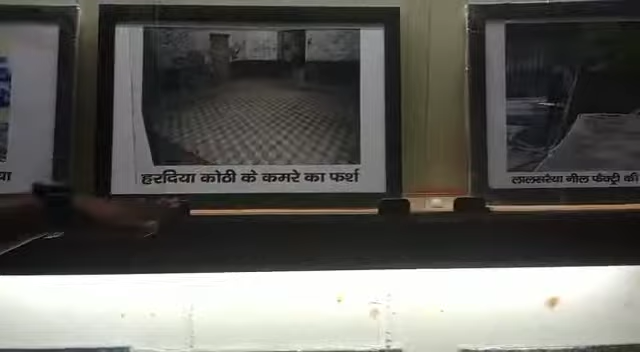 या
हरदिया कोठी के कमरे का फर्श
लालसरैया नील फैक्ट्री की